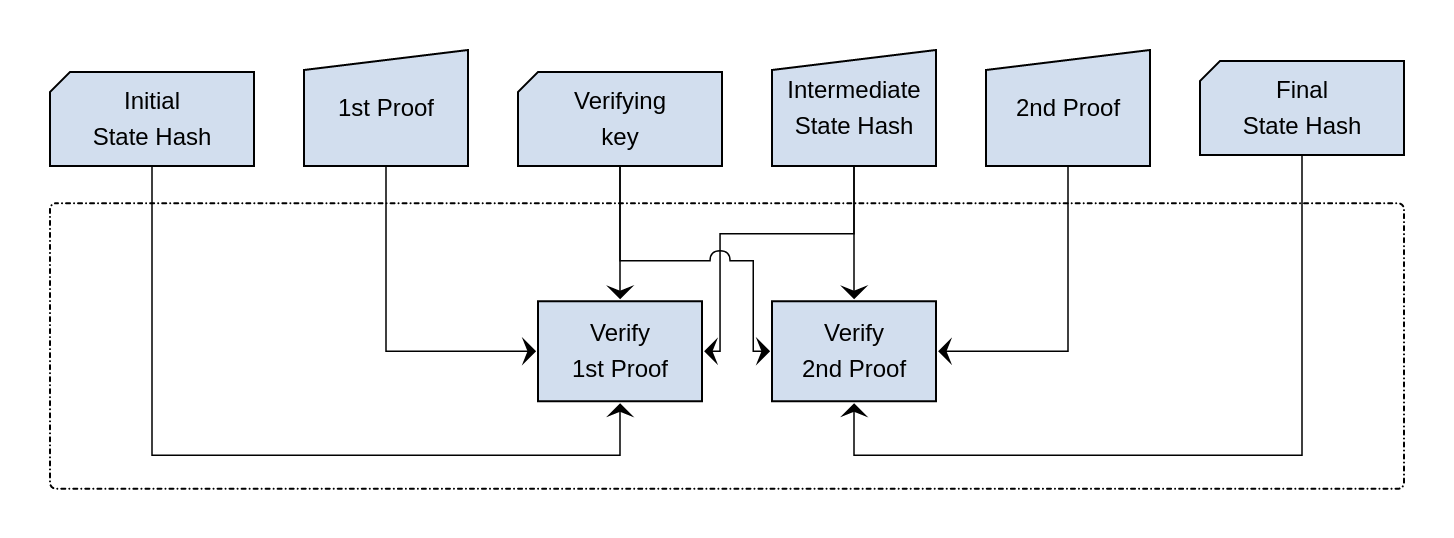 Initial
State Hash
1st Proof
Verifying
key
Intermediate
State Hash
2nd Proof
Final
State Hash
Verify
1st Proof
Verify
2nd Proof